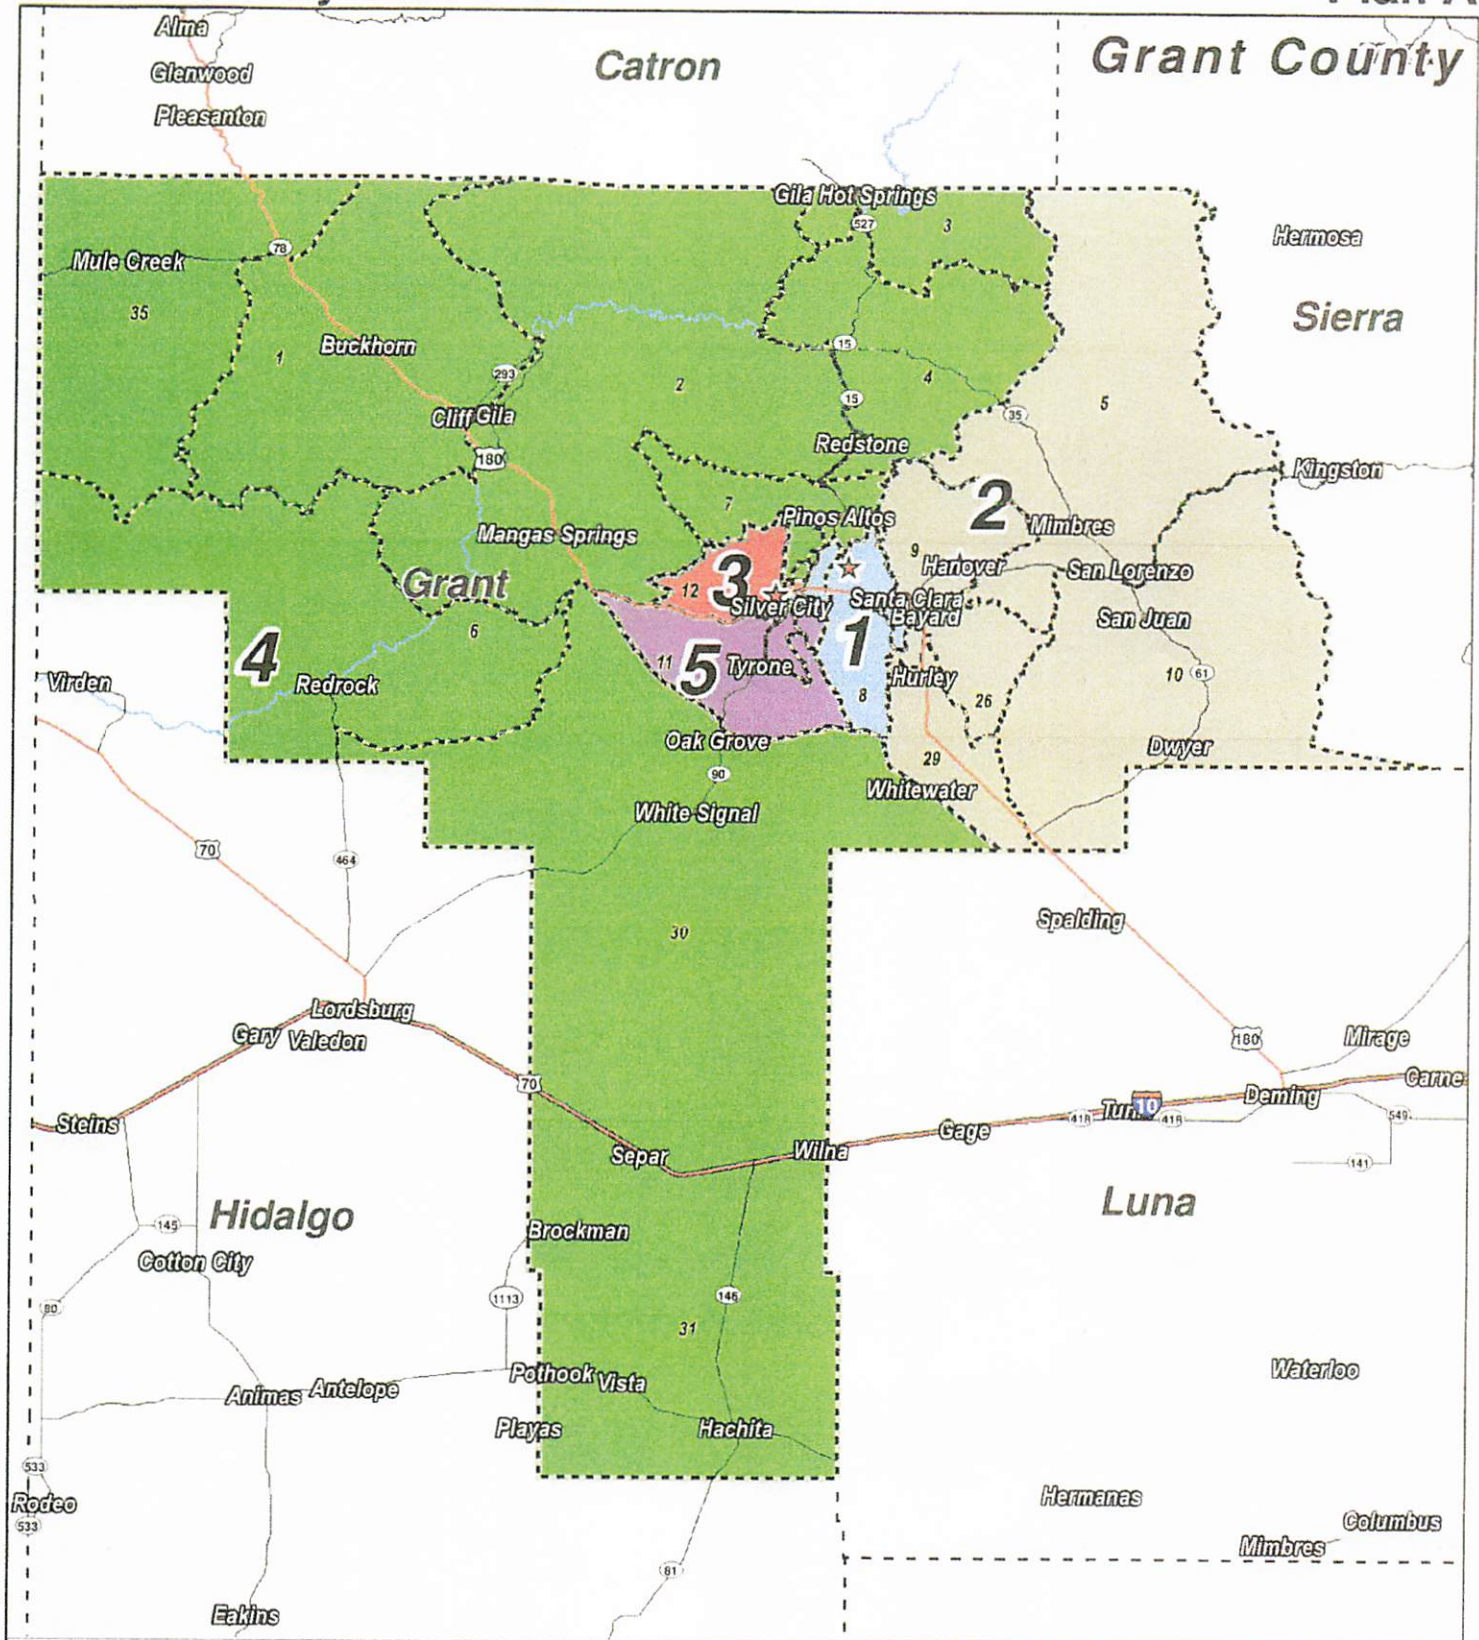 Alma
Glenwood
Pleasanton
Catron
Grant County
Gila Hot Springs
527
3
Hermosa
78
Mule Creek
35
Sierra
Buckhorn
1
15
293
2
4
5
15
Cliff
Gila
35
Redstone
180
Kingston
7
2
Pinos Altos
Mimbres
Mangas Springs
9
Hanover
San Lorenzo
Grant
3
12
Silver City
Santa Clara
Bayard
San Juan
6
1
4
11
5
Tyrone
Virden
Redrock
Hurley
10
61
8
26
Oak Grove
Dwyer
29
90
Whitewater
White Signal
70
464
Spalding
30
Lordsburg
Gary
Valedon
180
Mirage
70
Carne
Deming
10
Steins
418
418
549
Gage
Separ
Wilna
141
Hidalgo
Luna
145
Brockman
Cotton City
1113
146
80
31
Waterloo
Pothook
Vista
Animas
Antelope
Playas
Hachita
533
Hermanas
Rodeo
533
Columbus
Mimbres
81
Eakins